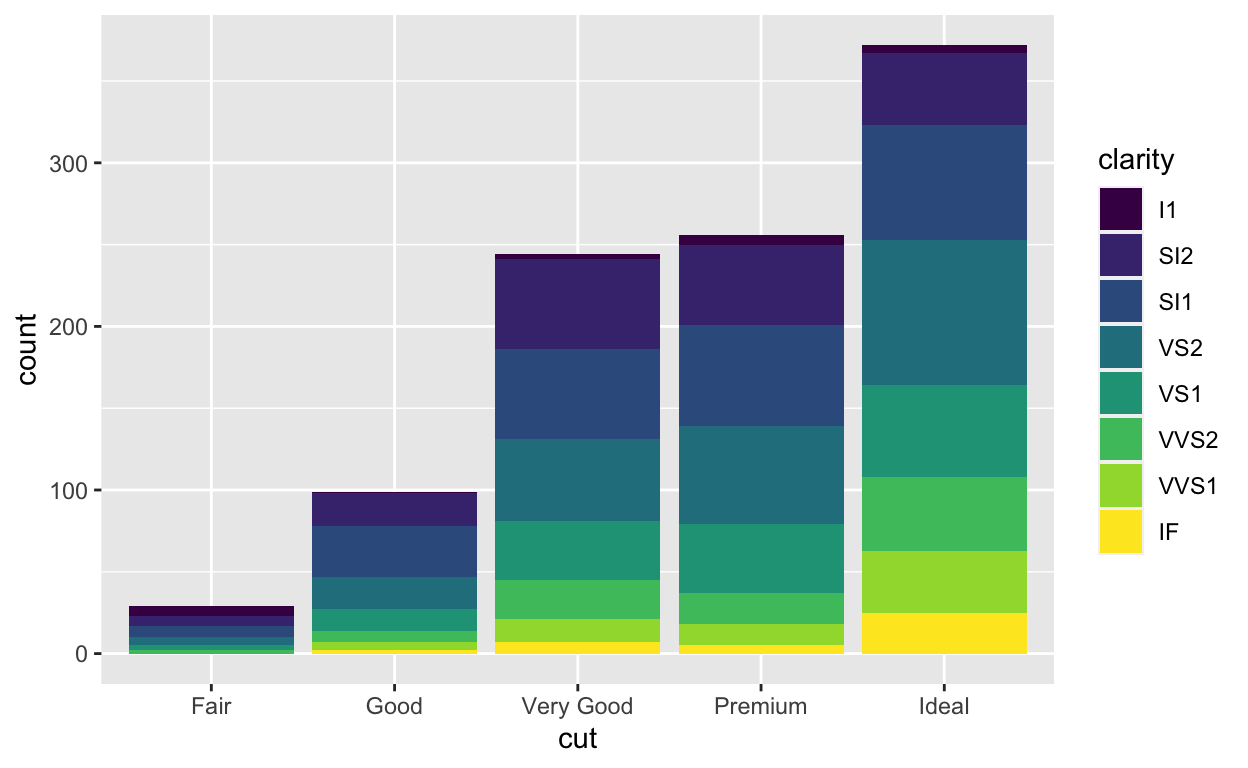 count
300
200
100
0
Fair Good Very Good Premium Ideal
cut
clarity
I1
SI2
SI1
VS2
VS1
VVS2
VVS1
IF